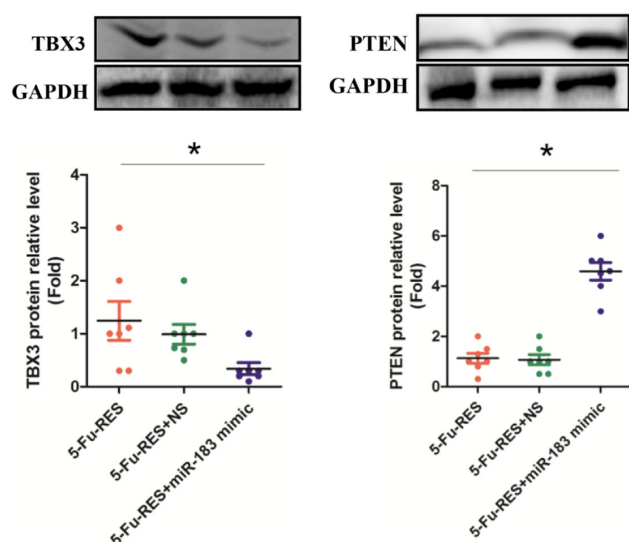 TBX3
GAPDH
PTEN
GAPDH
*
TBX3 protein relative level
(Fold)
4
3
2
1
0
5-Fu-RES
5-Fu-RES+NS
5-Fu-RES+miR-183 mimic
*
PTEN protein relative level
(Fold)
8
6
4
2
0
5-Fu-RES
5-Fu-RES+NS
5-Fu-RES+miR-183 mimic